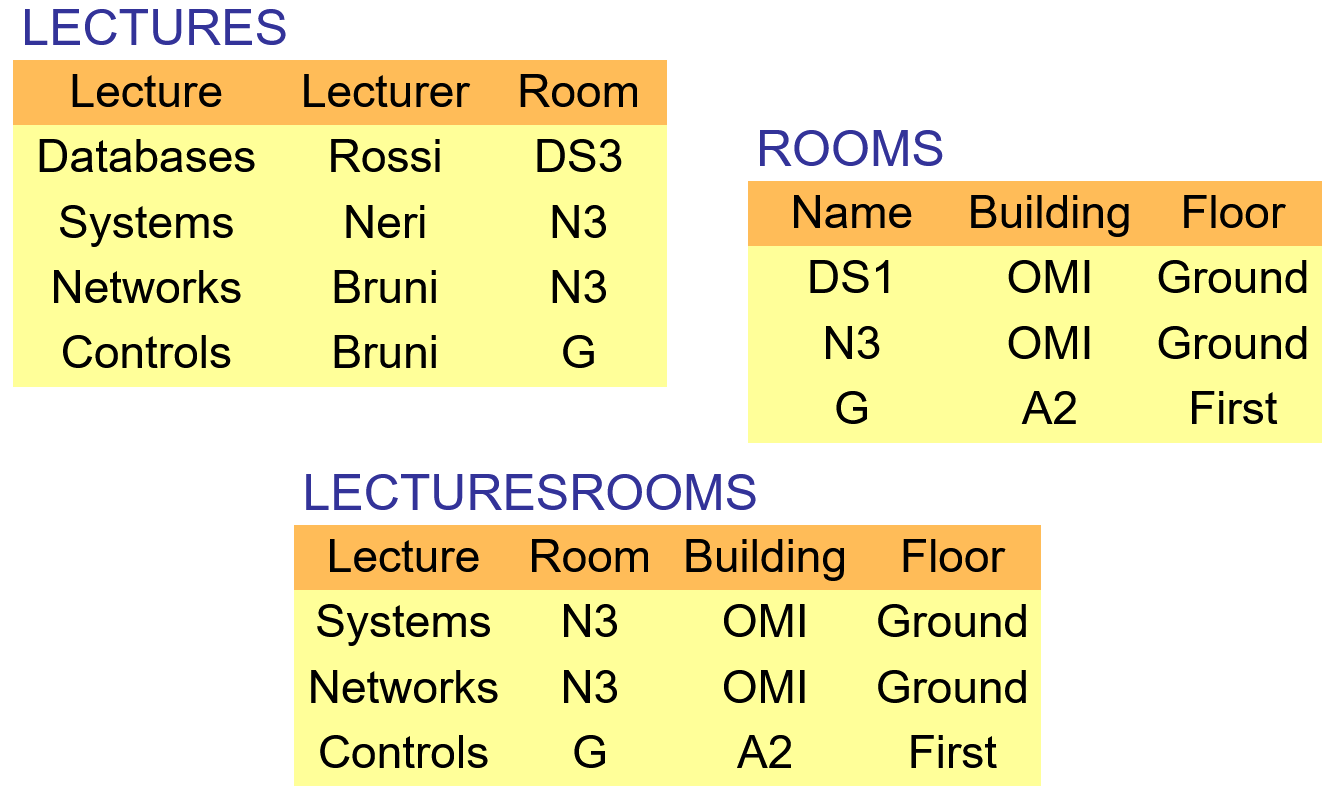 LECTURES
Lecture Lecturer Room
Databases Rossi DS3
Systems Neri N3
Networks Bruni N3
Controls Bruni G
ROOMS
Name Building Floor
DS1 OMI Ground
N3 OMI Ground
G A2 First
LECTURESROOMS
Lecture Room Building Floor
Systems N3 OMI Ground
Networks N3 OMI Ground
Controls G A2 First